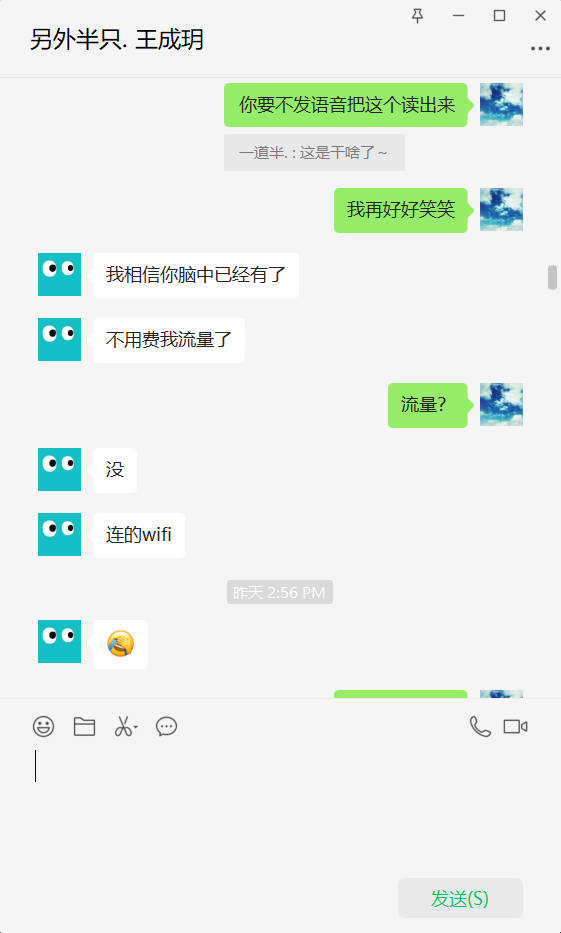 另外半只. 王成玥
你要不发语音把这个读出来
一道半. : 这是干啥了～
我再好好笑笑
我相信你脑中已经有了
不用费我流量了
流量？
没
连的wifi
昨天 2:56 PM
发送(S)